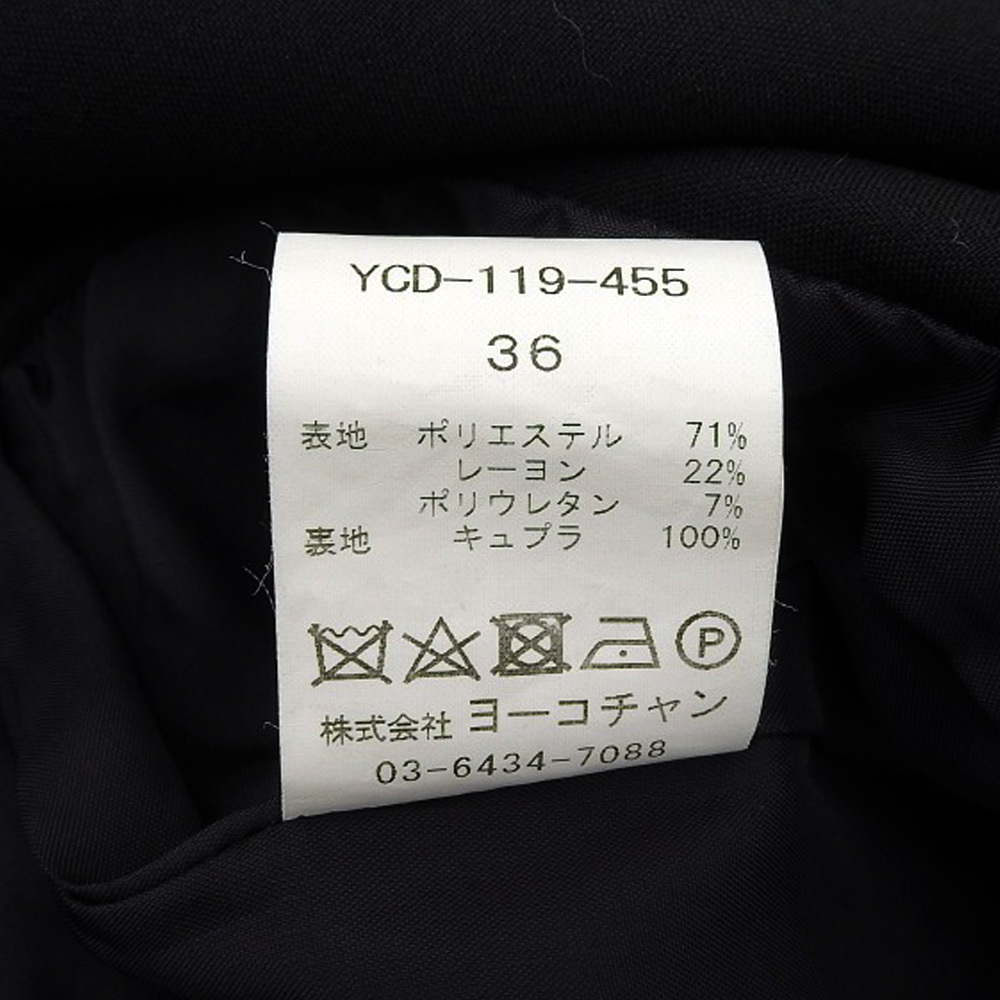 YCD-119-455
36
表地 ポリエステル 71%
レーヨン 22%
ポリウレタン 7%
裏地 キュプラ 100%
P
株式会社 ヨーコチャン
03-6434-7088